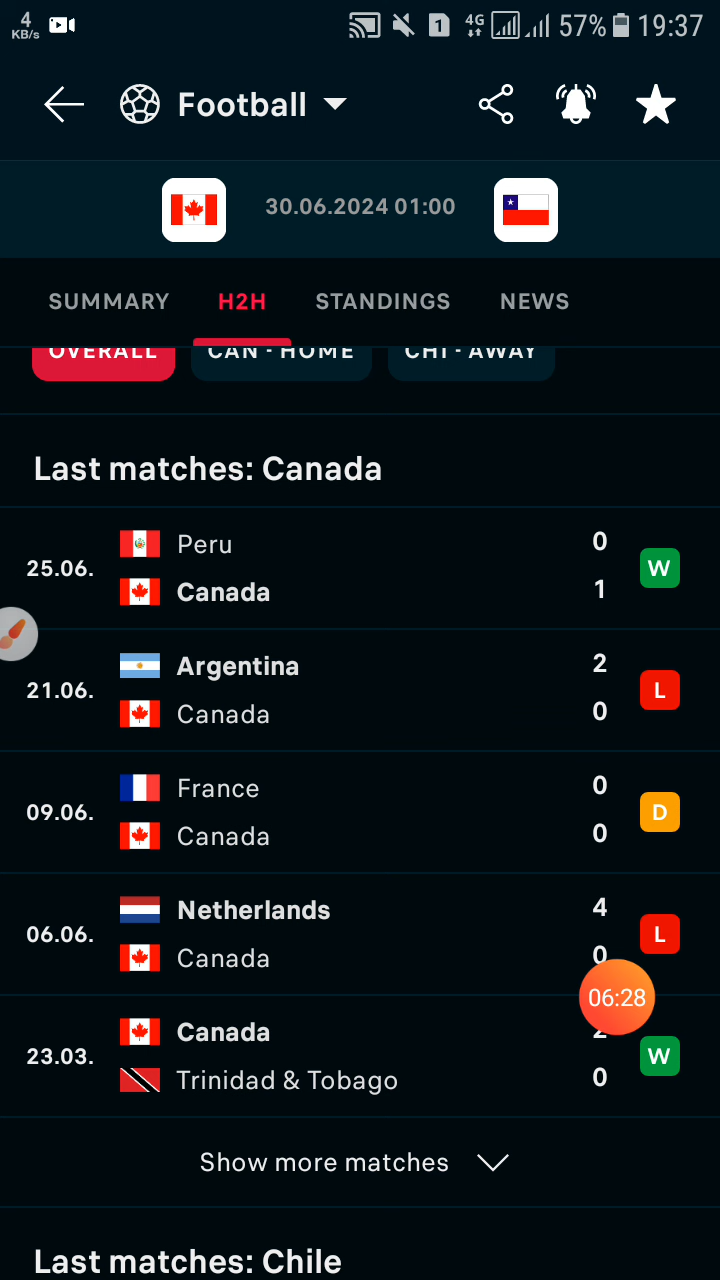 4
KB/s
1
4G
57%
19:37
Football
30.06.2024 01:00
SUMMARY H2H STANDINGS NEWS
OVERALL CAN - HOME CHI - AWAY
Last matches: Canada
25.06.
Peru 0
Canada 1
W
21.06.
Argentina 2
Canada 0
L
09.06.
France 0
Canada 0
D
06.06.
Netherlands 4
Canada 0
L
06:28
23.03.
Canada 2
Trinidad & Tobago 0
W
Show more matches
Last matches: Chile